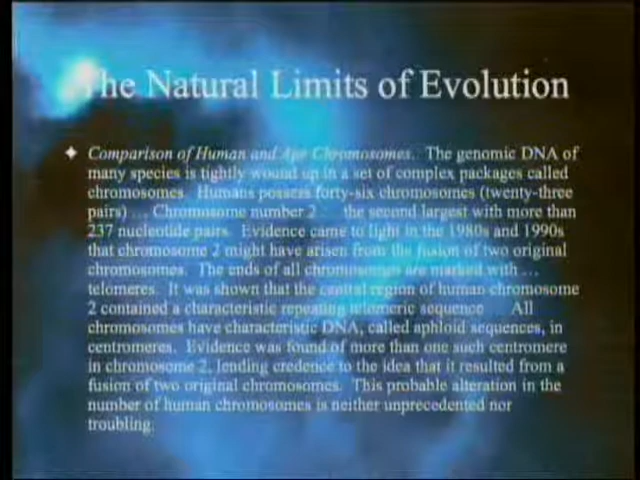 The Natural Limits of Evolution
Comparison of Human and Ape Chromosomes. The genomic DNA of
many species is tightly wound up in a set of complex packages called
chromosomes. Humans possess forty-six chromosomes (twenty-three
pairs) … Chromosome number 2 … the second largest with more than
237 nucleotide pairs. Evidence came to light in the 1980s and 1990s
that chromosome 2 might have arisen from the fusion of two original
chromosomes. The ends of all chromosomes are marked with …
telomeres. It was shown that the central region of human chromosome
2 contained a characteristic repeating telomeric sequence All
chromosomes have characteristic DNA, called aphloid sequences, in
centromeres. Evidence was found of more than one such centromere
in chromosome 2, lending credence to the idea that it resulted from a
fusion of two original chromosomes. This probable alteration in the
number of human chromosomes is neither unprecedented nor
troubling.